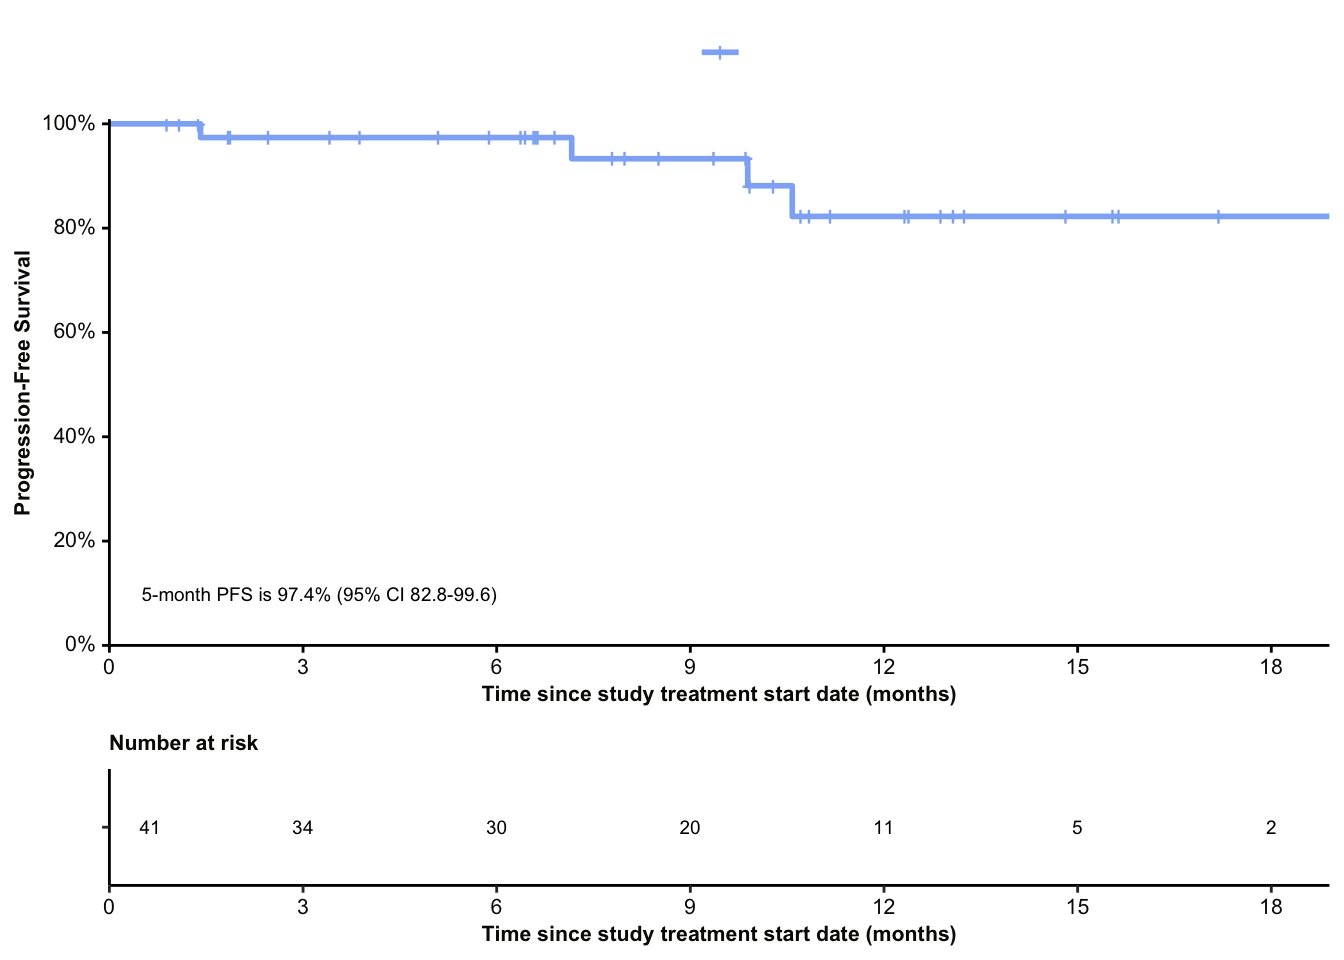 100%
80%
60%
40%
20%
0%
Progression-Free Survival
5-month PFS is 97.4% (95% CI 82.8-99.6)
0 3 6 9 12 15 18
Time since study treatment start date (months)
Number at risk
41 34 30 20 11 5 2
0 3 6 9 12 15 18
Time since study treatment start date (months)